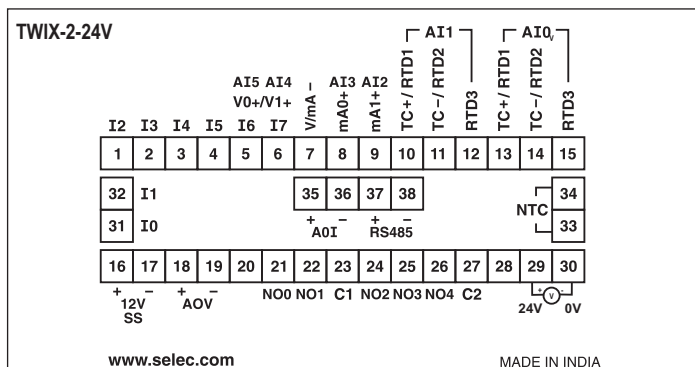 TWIX-2-24V
AI1 AI0V
AI5 AI4 AI3 AI2
V0+/V1+ V/mA – mA0+ mA1+ TC+/ RTD1 TC–/ RTD2 RTD3 TC+/ RTD1 TC–/ RTD2 RTD3
I2 I3 I4 I5 I6 I7
1 2 3 4 5 6 7 8 9 10 11 12 13 14 15
32 I1 35 36 37 38 34
+ – + – NTC
31 I0 A0I RS485 33
16 17 18 19 20 21 22 23 24 25 26 27 28 29 30
+ – + – NO0 NO1 C1 NO2 NO3 NO4 C2 + V -
12V AOV 24V 0V
SS
www.selec.com MADE IN INDIA